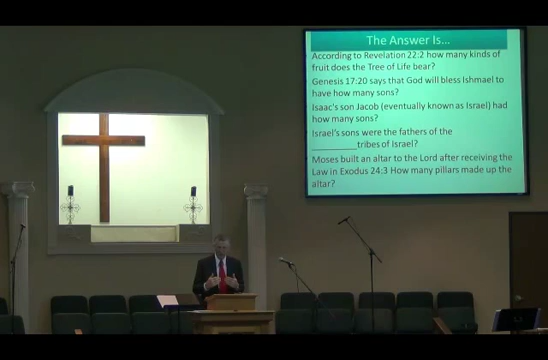 The Answer Is...
According to Revelation 22:2 how many kinds of
fruit does the Tree of Life bear?
Genesis 17:20 says that God will bless Ishmael to
have how many sons?
Isaac's son Jacob (eventually known as Israel) had
how many sons?
Israel's sons were the fathers of the
__________tribes of Israel?
Moses built an altar to the Lord after receiving the
Law in Exodus 24:3 How many pillars made up the
altar?